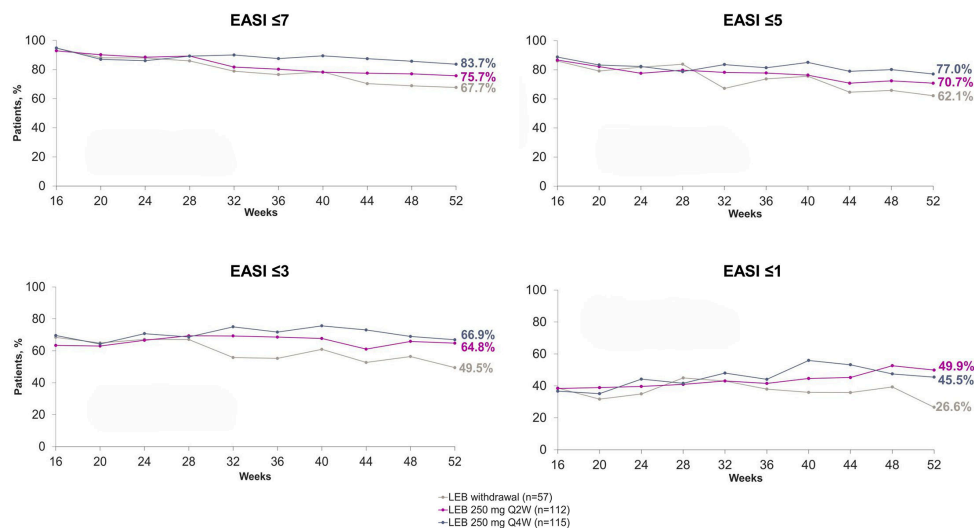 EASI ≤7
Patients, %
100
80
60
40
20
0
83.7%
75.7%
67.7%
16 20 24 28 32 36 40 44 48 52
Weeks
EASI ≤5
Patients, %
100
80
60
40
20
0
77.0%
70.7%
62.1%
16 20 24 28 32 36 40 44 48 52
Weeks
EASI ≤3
Patients, %
100
80
60
40
20
0
66.9%
64.8%
49.5%
16 20 24 28 32 36 40 44 48 52
Weeks
EASI ≤1
100
80
60
40
20
0
49.9%
45.5%
26.6%
16 20 24 28 32 36 40 44 48 52
Weeks
LEB withdrawal (n=57)
LEB 250 mg Q2W (n=112)
LEB 250 mg Q4W (n=115)